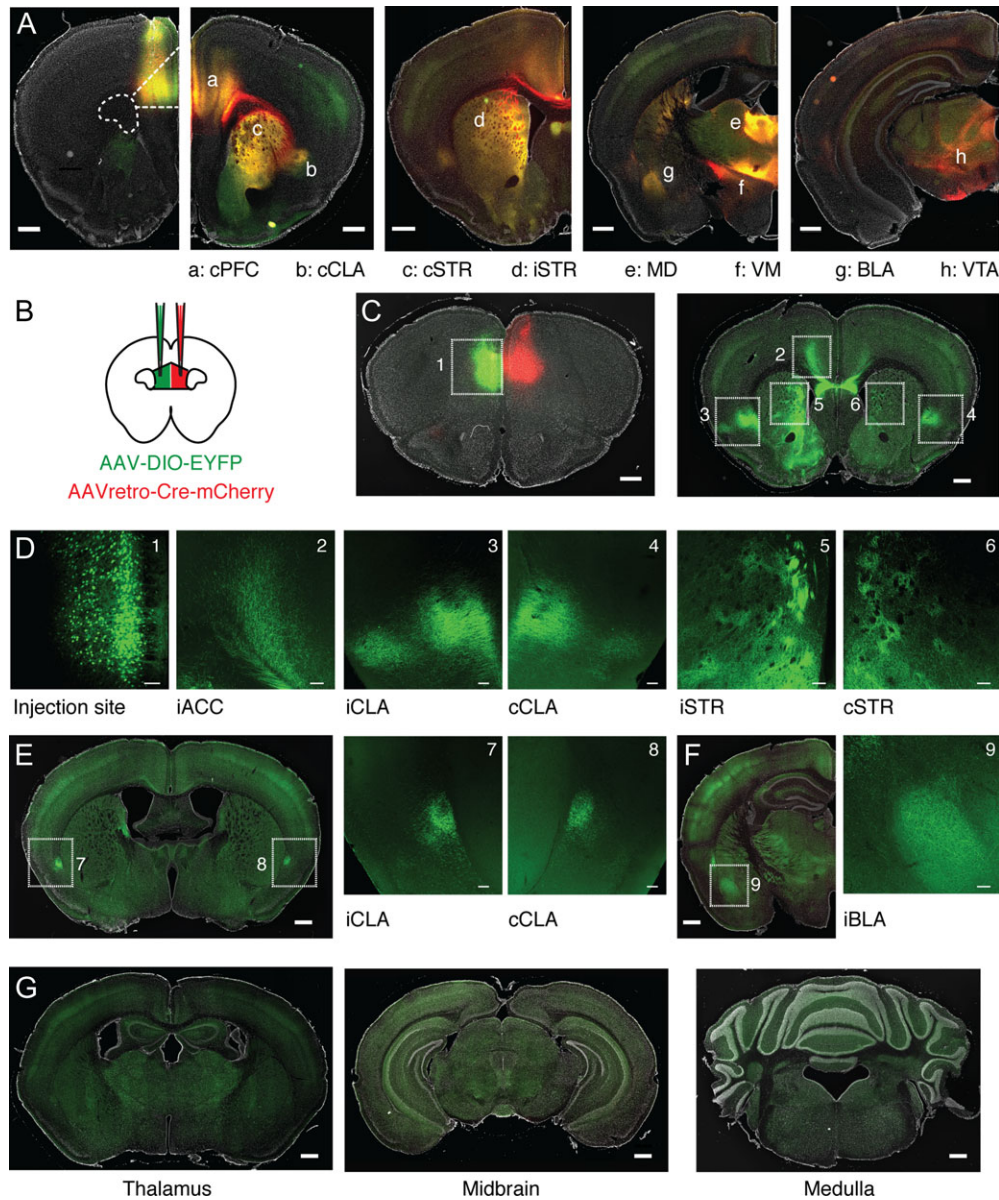 A
a
c
b
d
e
g
f
h
a: cPFC b: cCLA c: cSTR d: iSTR e: MD f: VM g: BLA h: VTA
B
AAV-DIO-EYFP
AAVretro-Cre-mCherry
C
1
2
3
5
6
4
D
1
2
3
4
5
6
Injection site iACC iCLA cCLA iSTR cSTR
E
7
8
7
8
F
9
9
iCLA cCLA iBLA
G
Thalamus Midbrain Medulla